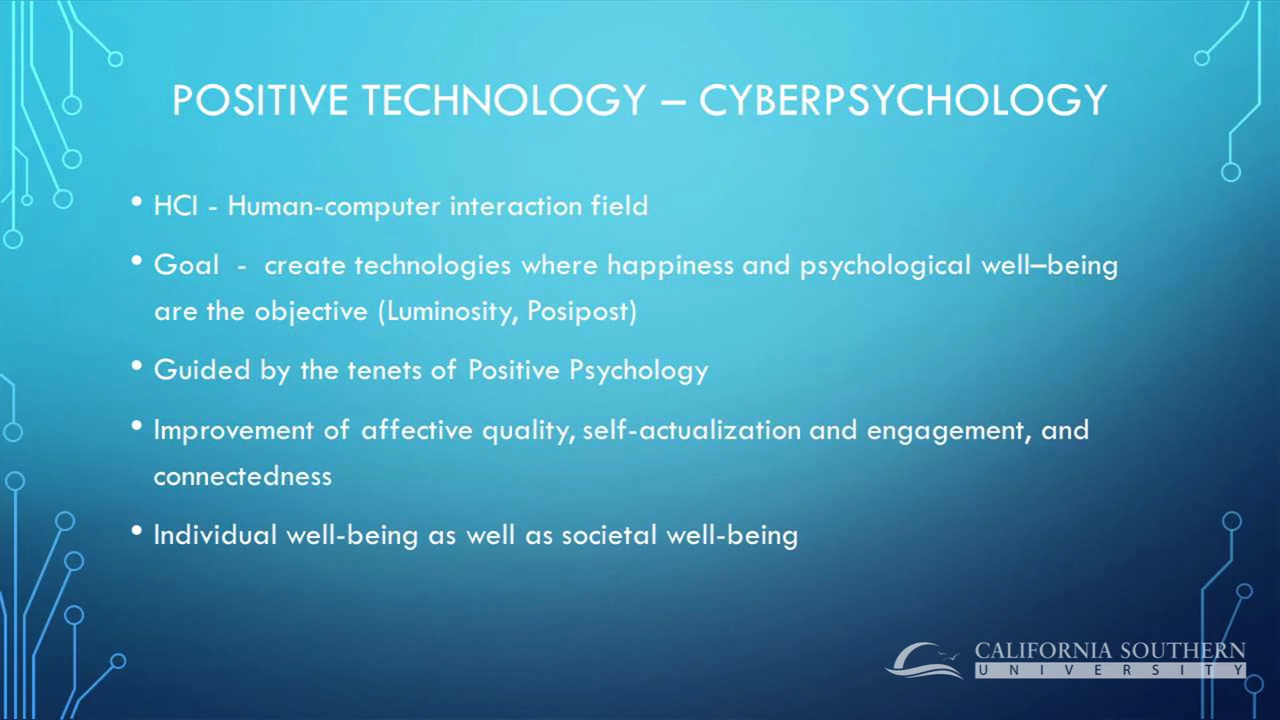 POSITIVE TECHNOLOGY – CYBERPSYCHOLOGY
• HCI - Human-computer interaction field
• Goal - create technologies where happiness and psychological well–being
are the objective (Luminosity, Posipost)
• Guided by the tenets of Positive Psychology
• Improvement of affective quality, self-actualization and engagement, and
connectedness
• Individual well-being as well as societal well-being
CALIFORNIA SOUTHERN
UNIVERSITY